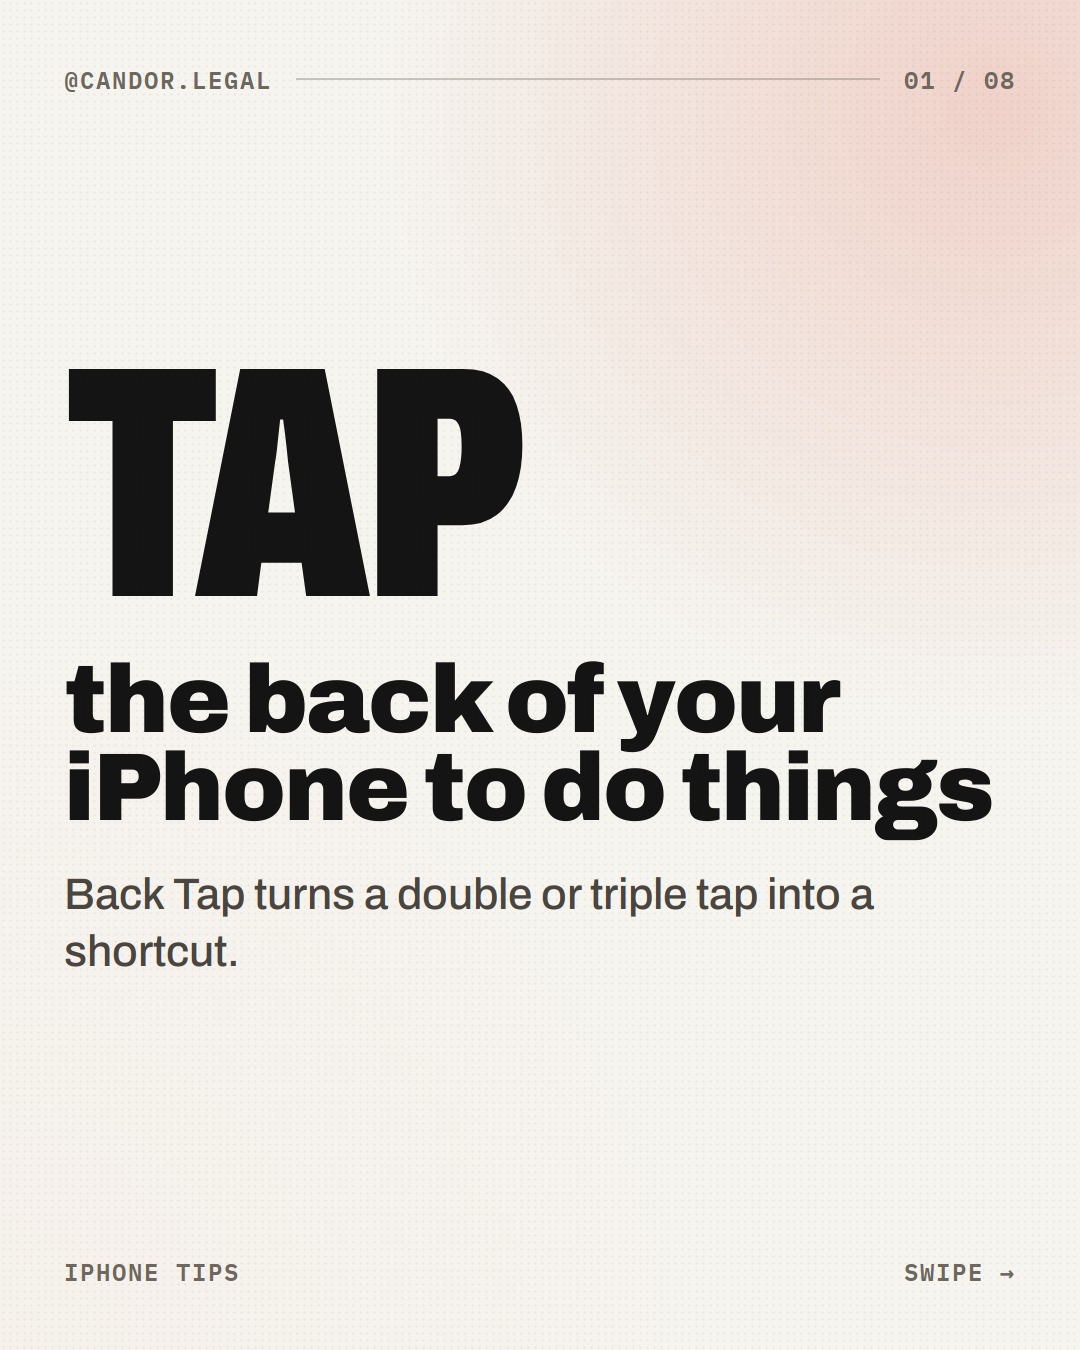 @CANDOR.LEGAL
01 / 08
TAP
the back of your
iPhone to do things
Back Tap turns a double or triple tap into a
shortcut.
IPHONE TIPS
SWIPE →